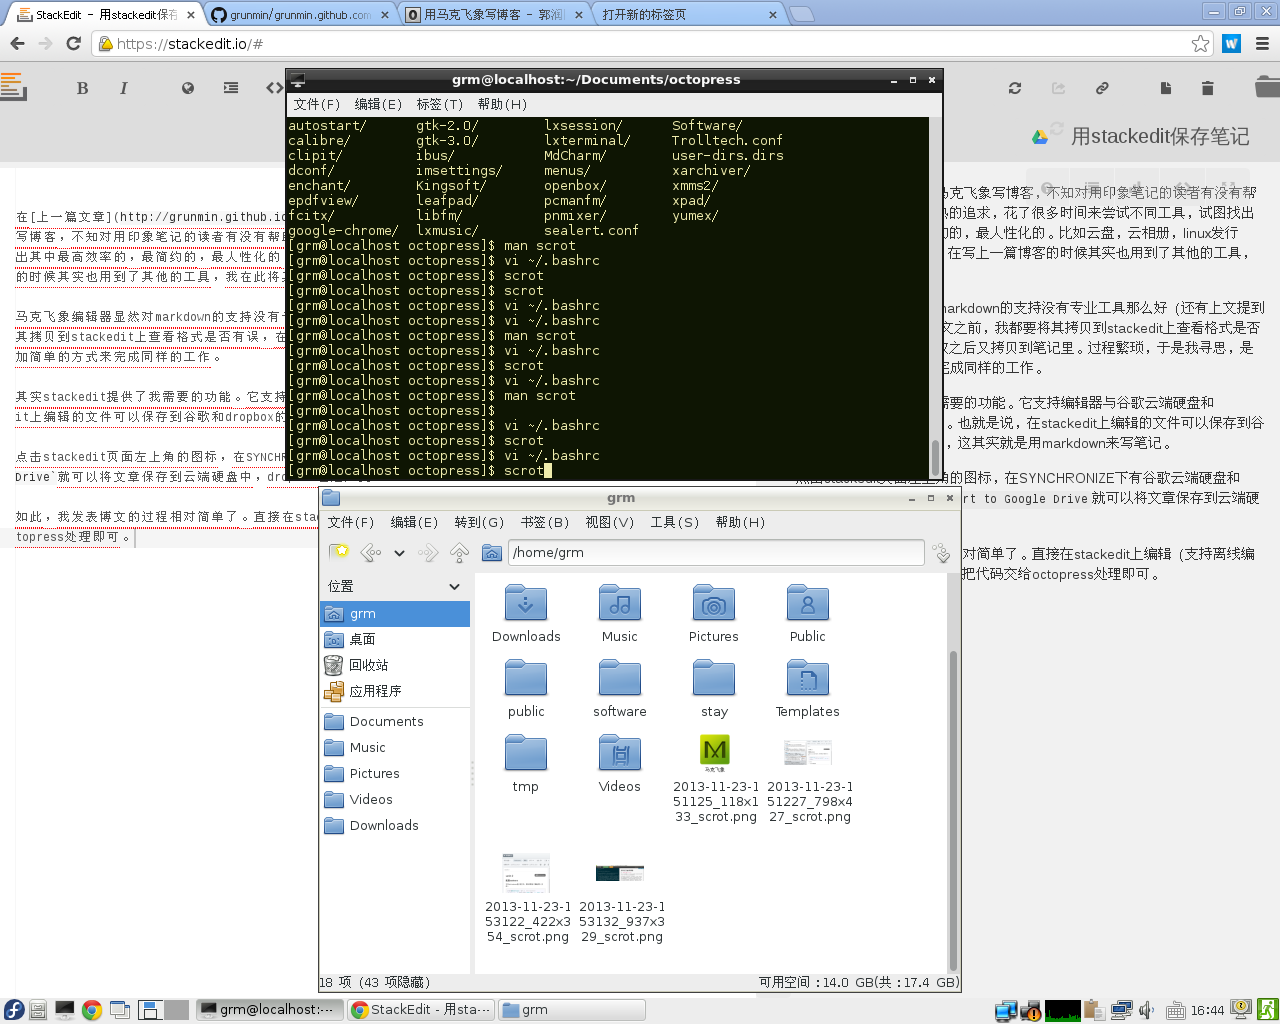 StackEdit - 用stackedit保存
grunmin/grunmin.github.com
用马克飞象写博客 - 郭润
打开新的标签页
https://stackedit.io/#
B I
用stackedit保存笔记
grm@localhost:~/Documents/octopress
文件(F) 编辑(E) 标签(T) 帮助(H)
autostart/ gtk-2.0/ lxsession/ Software/
calibre/ gtk-3.0/ lxterminal/ Trolltech.conf
clipit/ ibus/ MdCharm/ user-dirs.dirs
dconf/ imsettings/ menus/ xarchiver/
enchant/ Kingsoft/ openbox/ xmms2/
epdfview/ leafpad/ pcmanfm/ xpad/
fcitx/ libfm/ pnmixer/ yumex/
google-chrome/ lxmusic/ sealert.conf
[grm@localhost octopress]$ man scrot
[grm@localhost octopress]$ vi ~/.bashrc
[grm@localhost octopress]$ scrot
[grm@localhost octopress]$ scrot
[grm@localhost octopress]$ vi ~/.bashrc
[grm@localhost octopress]$ vi ~/.bashrc
[grm@localhost octopress]$ man scrot
[grm@localhost octopress]$ vi ~/.bashrc
[grm@localhost octopress]$ scrot
[grm@localhost octopress]$ vi ~/.bashrc
[grm@localhost octopress]$ man scrot
[grm@localhost octopress]$
[grm@localhost octopress]$ vi ~/.bashrc
[grm@localhost octopress]$ scrot
[grm@localhost octopress]$ vi ~/.bashrc
[grm@localhost octopress]$ scrot
在[上一篇文章](http://grunmin.github.io
写博客，不知对用印象笔记的读者有没有帮
出其中最高效率的，最简约的，最人性化的
的时候其实也用到了其他的工具，我在此将
马克飞象编辑器显然对markdown的支持没有
其拷贝到stackedit上查看格式是否有误，在
加简单的方式来完成同样的工作。
其实stackedit提供了我需要的功能。它支持
it上编辑的文件可以保存到谷歌和dropbox的
点击stackedit页面左上角的图标，在SYNCHR
Drive`就可以将文章保存到云端硬盘中，
如此，我发表博文的过程相对简单了。直接在stac
topress处理即可。
马克飞象写博客，不知对用印象笔记的读者有没有帮
的追求，花了很多时间来尝试不同工具，试图找出
的，最人性化的。比如云盘，云相册，linux发行
在写上一篇博客的时候其实也用到了其他的工具，
markdown的支持没有专业工具那么好（还有上文提到
文之前，我都要将其拷贝到stackedit上查看格式是否
之后又拷贝到笔记里。过程繁琐，于是我寻思，是
完成同样的工作。
需要的功能。它支持编辑器与谷歌云端硬盘和
。也就是说，在stackedit上编辑的文件可以保存到谷
，这其实就是用markdown来写笔记。
点击stackedit页面左上角的图标，在SYNCHRONIZE下有谷歌云端硬盘和
rt to Google Drive 就可以将文章保存到云端硬
对简单了。直接在stackedit上编辑（支持离线编
把代码交给octopress处理即可。
grm
文件(F) 编辑(E) 转到(G) 书签(B) 视图(V) 工具(S) 帮助(H)
/home/grm
位置
grm
桌面
回收站
应用程序
Documents
Music
Pictures
Videos
Downloads
Downloads Music Pictures Public
public software stay Templates
tmp Videos
马克飞象
2013-11-23-1
51125_118x1
33_scrot.png
2013-11-23-1
51227_798x4
27_scrot.png
2013-11-23-1
53122_422x3
54_scrot.png
2013-11-23-1
53132_937x3
29_scrot.png
18 项 (43 项隐藏)
可用空间：14.0 GB(共：17.4 GB)
grm@localhost:···
StackEdit - 用sta···
grm
16:44